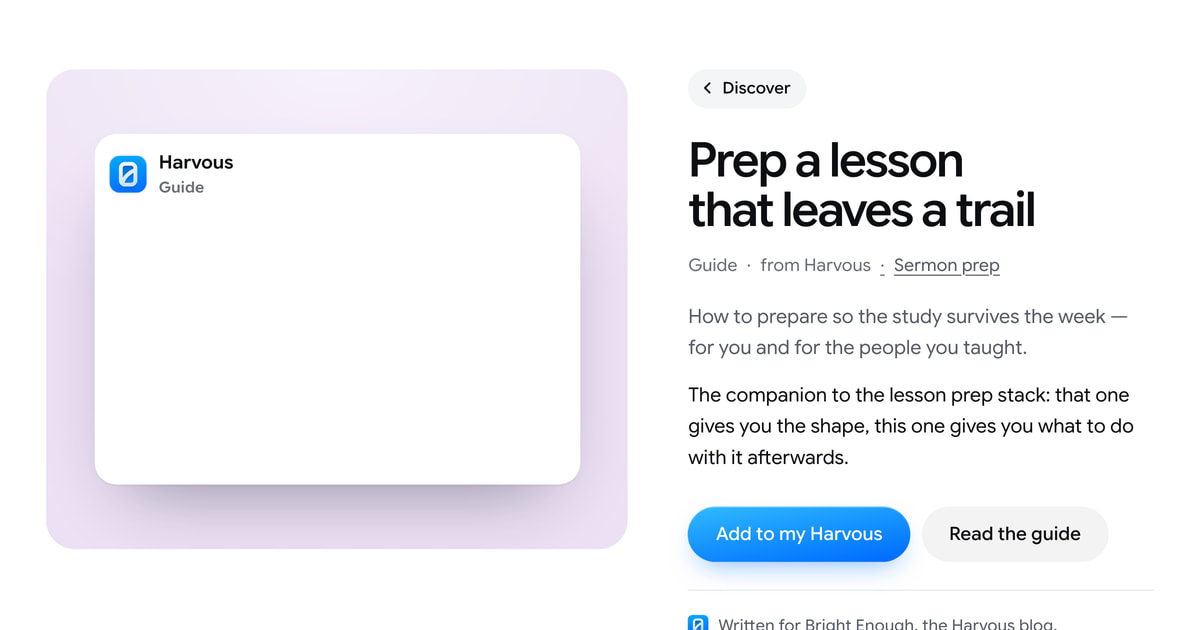 Harvous
Guide
Discover
Prep a lesson
that leaves a trail
Guide · from Harvous · Sermon prep
How to prepare so the study survives the week —
for you and for the people you taught.
The companion to the lesson prep stack: that one
gives you the shape, this one gives you what to do
with it afterwards.
Add to my Harvous
Read the guide
Written for Bright Enough, the Harvous blog.